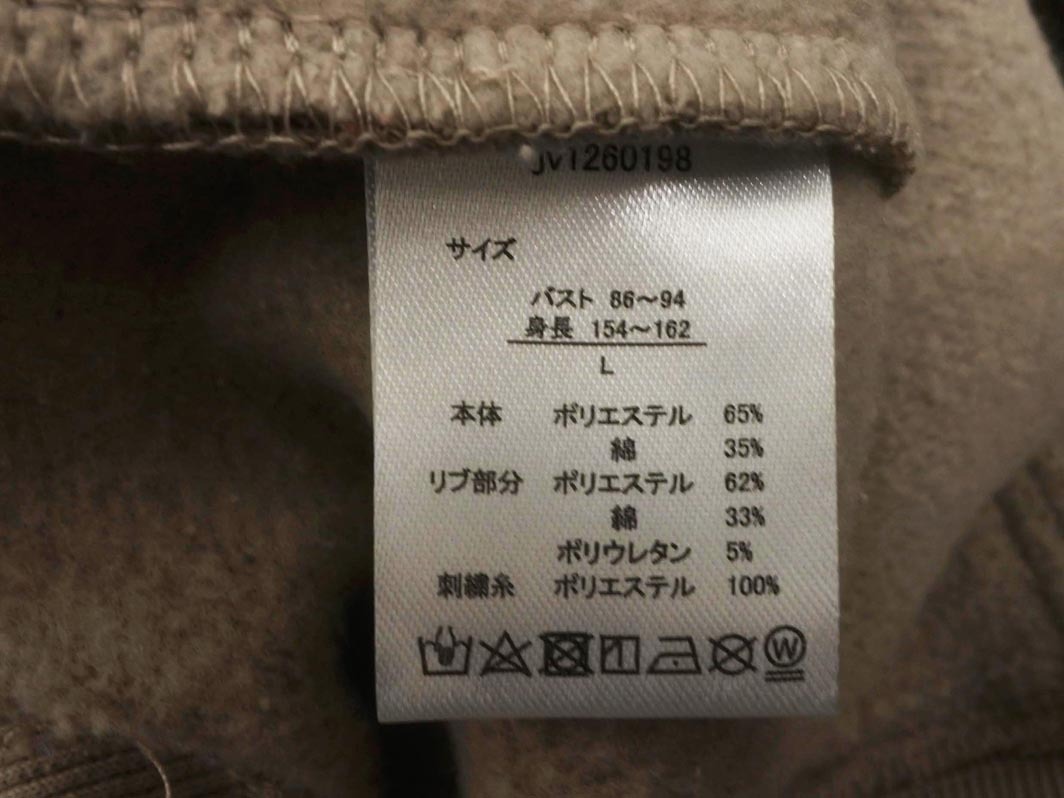 jv1260198
サイズ
バスト 86～94
身長 154～162
L
本体 ポリエステル 65%
綿 35%
リブ部分 ポリエステル 62%
綿 33%
ポリウレタン 5%
刺繍糸 ポリエステル 100%
W